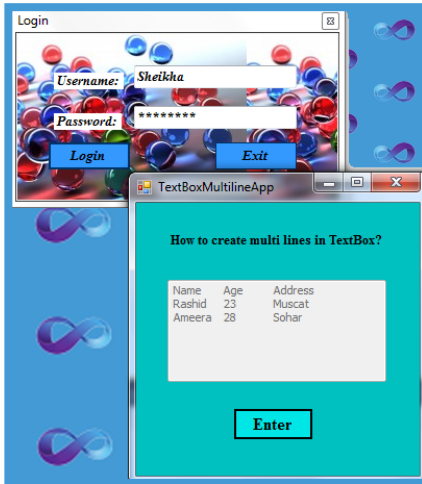 Login
Username: Sheikha
Password: ********
Login Exit
TextBoxMultilineApp
How to create multi lines in TextBox?
Name Age Address
Rashid 23 Muscat
Ameera 28 Sohar
Enter